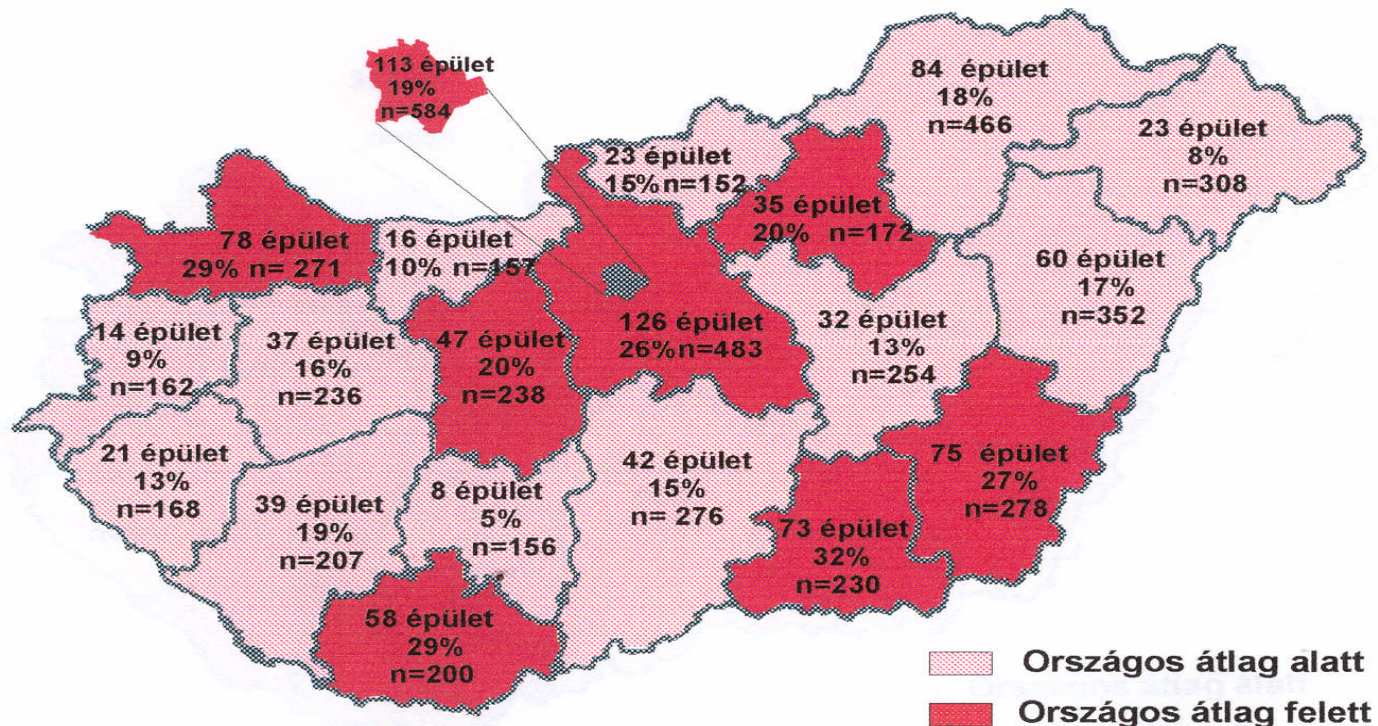 113 épület
19%
n=584
84 épület
18%
n=466
23 épület
8%
n=308
23 épület
15% n=152
35 épület
20% n=172
78 épület
29% n= 271
16 épület
10% n=157
60 épület
17%
n=352
14 épület
9%
n=162
37 épület
16%
n=236
47 épület
20%
n=238
126 épület
26% n=483
32 épület
13%
n=254
21 épület
13%
n=168
39 épület
19%
n=207
8 épület
5%
n=156
42 épület
15%
n= 276
75 épület
27%
n=278
73 épület
32%
n=230
58 épület
29%
n=200
Országos átlag alatt
Országos átlag felett